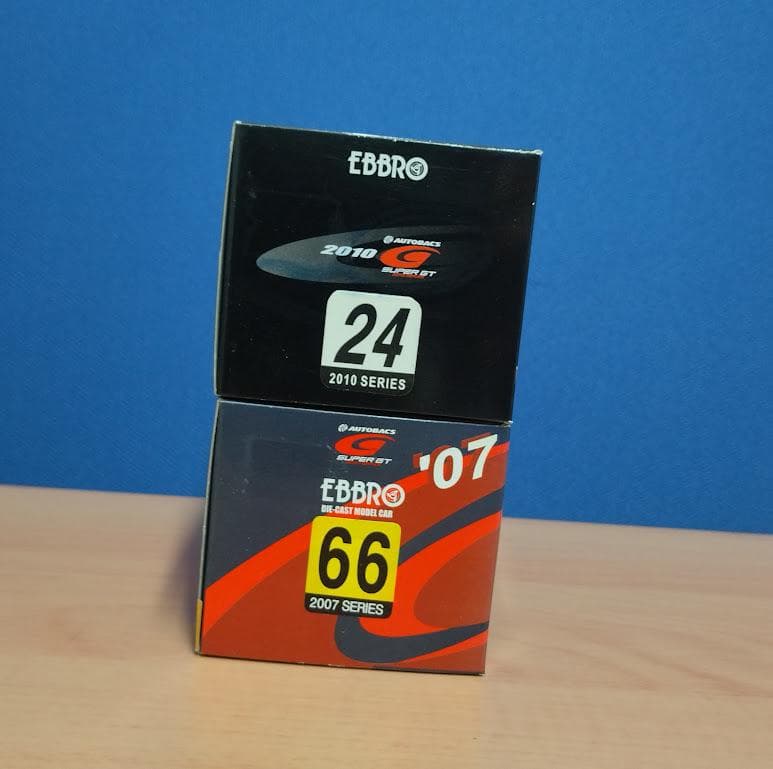 EBBRO
AUTOBACS
2010
SUPER GT
24
2010 SERIES
AUTOBACS
SUPER GT
'07
EBBRO
DIE-CAST MODEL CAR
66
2007 SERIES